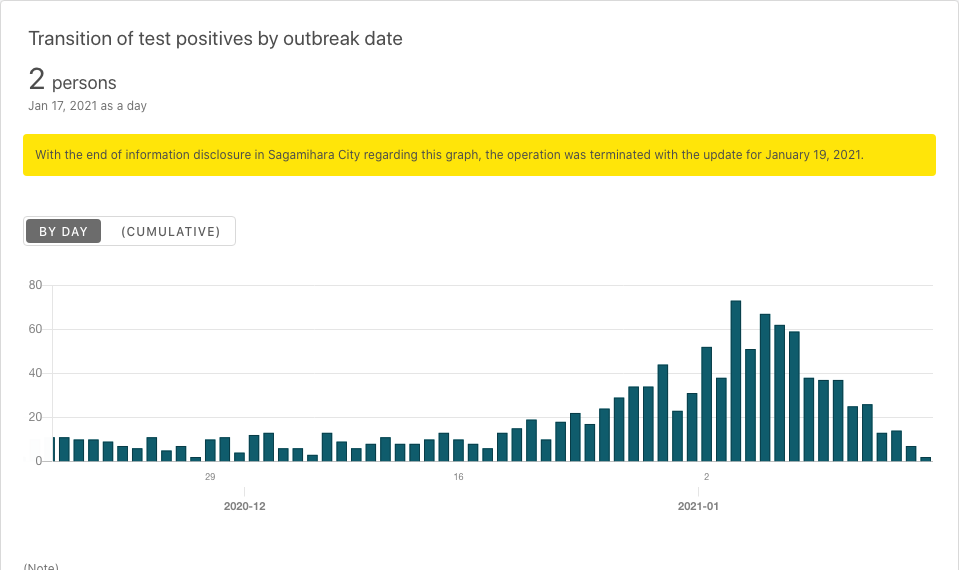 Transition of test positives by outbreak date
2 persons
Jan 17, 2021 as a day
With the end of information disclosure in Sagamihara City regarding this graph, the operation was terminated with the update for January 19, 2021.
BY DAY (CUMULATIVE)
80
60
40
20
0
29 16 2
2020-12 2021-01
(Note)